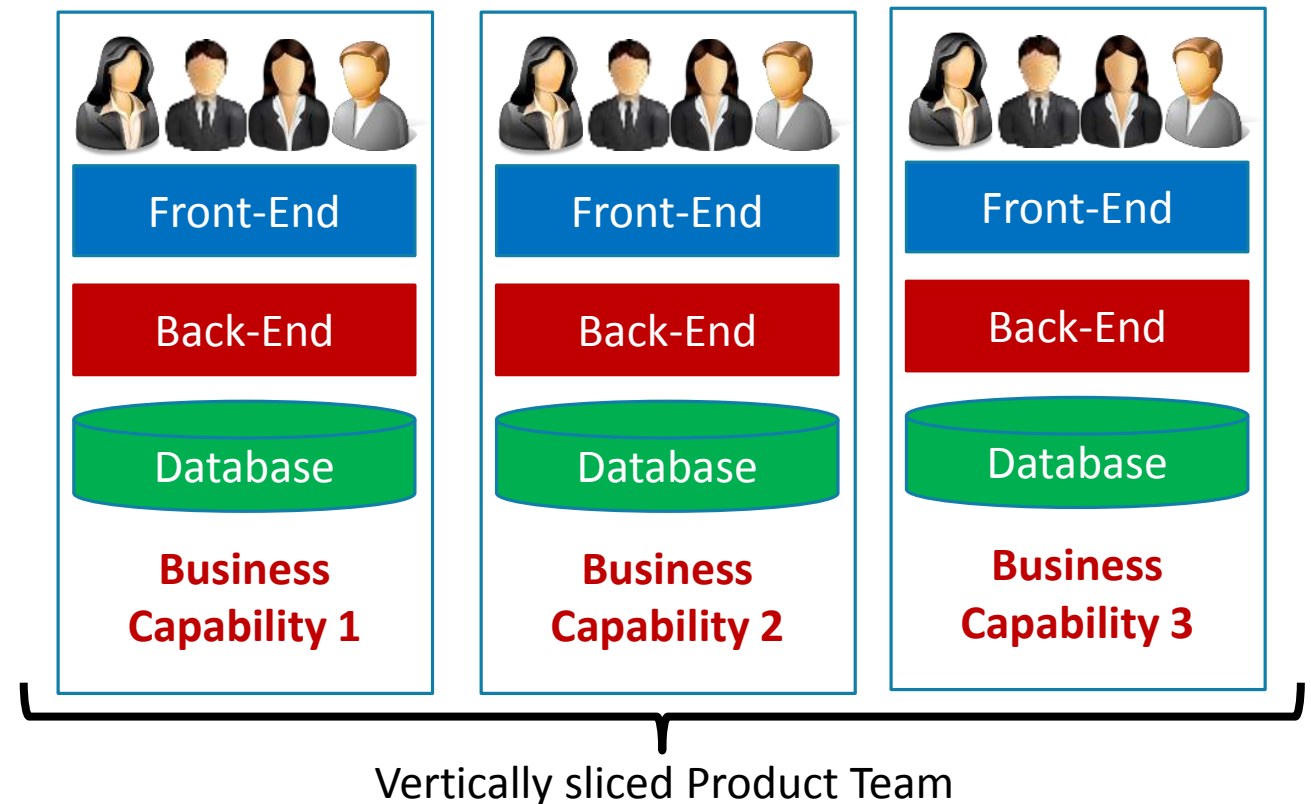 Front-End
Back-End
Database
Business
Capability 1
Front-End
Back-End
Database
Business
Capability 2
Front-End
Back-End
Database
Business
Capability 3
Vertically sliced Product Team